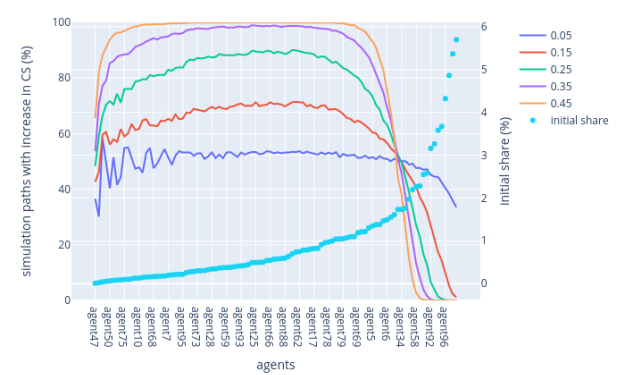 simulation paths with increase in CS (%)
100
80
60
40
20
0
6
5
4
3
2
1
0
initial share (%)
0.05
0.15
0.25
0.35
0.45
initial share
agent47
agent50
agent75
agent10
agent68
agent7
agent95
agent73
agent28
agent59
agent93
agent25
agent66
agent88
agent62
agent17
agent78
agent79
agent69
agent5
agent6
agent34
agent58
agent92
agent96
agents